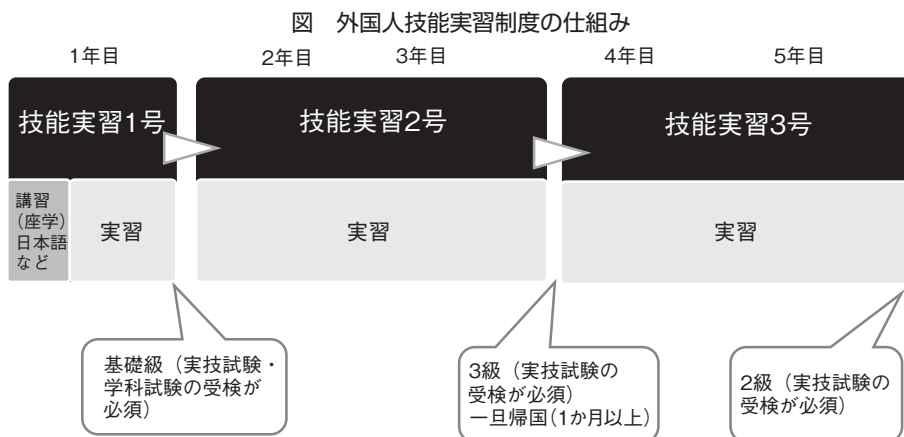 図 外国人技能実習制度の仕組み
1年目 2年目 3年目 4年目 5年目
技能実習1号 技能実習2号 技能実習3号
講習
(座学)
日本語
など
実習 実習 実習
基礎級（実技試験・
学科試験の受検が
必須）
3級（実技試験の
受検が必須）
一旦帰国（1か月以上）
2級（実技試験の
受検が必須）